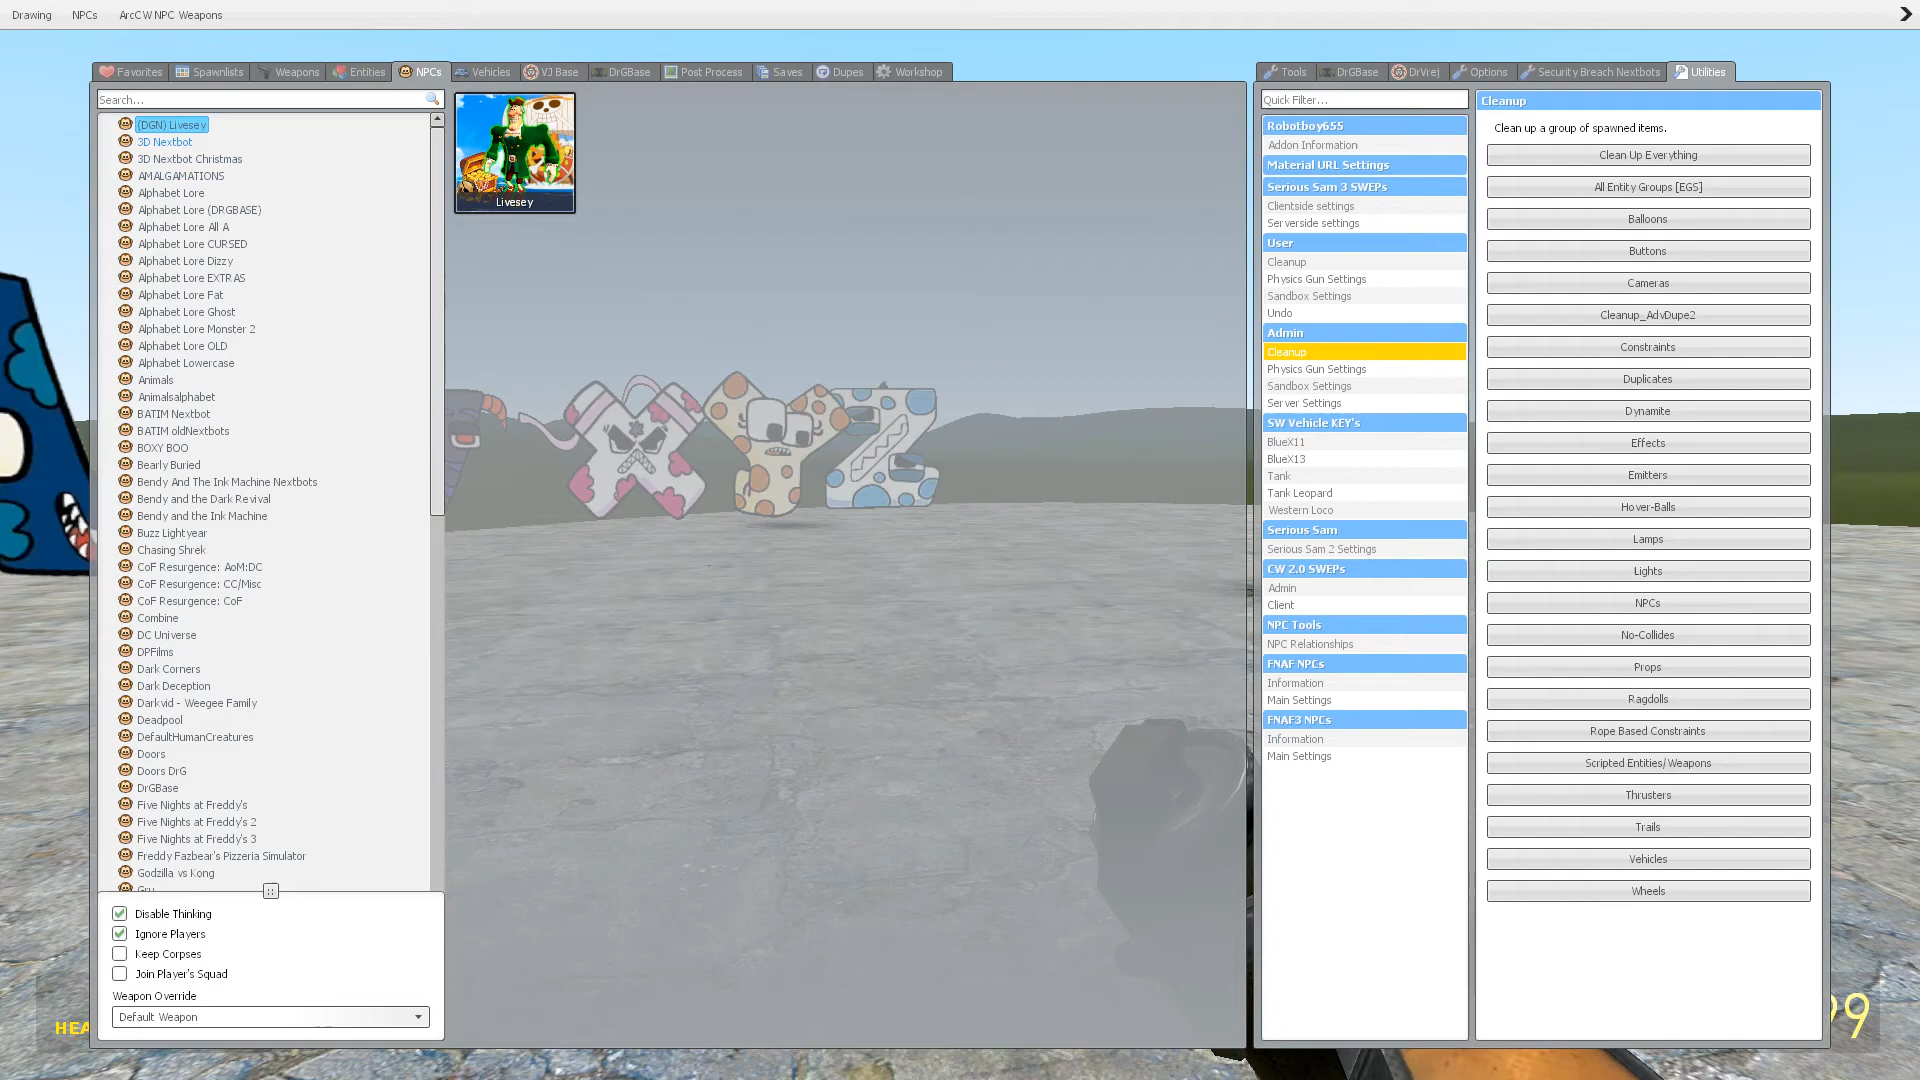 Drawing NPCs ArcCW NPC Weapons
Favorites Spawnlists Weapons Entities NPCs Vehicles VJ Base DrGBase Post Process Saves Dupes Workshop
Search...
(DGN) Livesey
3D Nextbot
3D Nextbot Christmas
AMALGAMATIONS
Alphabet Lore
Alphabet Lore (DRGBASE)
Alphabet Lore All A
Alphabet Lore CURSED
Alphabet Lore Dizzy
Alphabet Lore EXTRAS
Alphabet Lore Fat
Alphabet Lore Ghost
Alphabet Lore Monster 2
Alphabet Lore OLD
Alphabet Lowercase
Animals
Animalsalphabet
BATIM Nextbot
BATIM oldNextbots
BOXY BOO
Bearly Buried
Bendy And The Ink Machine Nextbots
Bendy and the Dark Revival
Bendy and the Ink Machine
Buzz Lightyear
Chasing Shrek
CoF Resurgence: AoM:DC
CoF Resurgence: CC/Misc
CoF Resurgence: CoF
Combine
DC Universe
DPFilms
Dark Corners
Dark Deception
Darkvid - Weegee Family
Deadpool
DefaultHumanCreatures
Doors
Doors DrG
DrGBase
Five Nights at Freddy's
Five Nights at Freddy's 2
Five Nights at Freddy's 3
Freddy Fazbear's Pizzeria Simulator
Godzilla vs Kong
Gru
Disable Thinking
Ignore Players
Keep Corpses
Join Player's Squad
Weapon Override
Default Weapon
Livesey
Tools DrGBase DrVrej Options Security Breach Nextbots Utilities
Quick Filter...
Robotboy655
Addon Information
Material URL Settings
Serious Sam 3 SWEPs
Clientside settings
Serverside settings
User
Cleanup
Physics Gun Settings
Sandbox Settings
Undo
Admin
Cleanup
Physics Gun Settings
Sandbox Settings
Server Settings
SW Vehicle KEY's
BlueX11
BlueX13
Tank
Tank Leopard
Western Loco
Serious Sam
Serious Sam 2 Settings
CW 2.0 SWEPs
Admin
Client
NPC Tools
NPC Relationships
FNAF NPCs
Information
Main Settings
FNAF3 NPCs
Information
Main Settings
Cleanup
Clean up a group of spawned items.
Clean Up Everything
All Entity Groups [EGS]
Balloons
Buttons
Cameras
Cleanup_AdvDupe2
Constraints
Duplicates
Dynamite
Effects
Emitters
Hover-Balls
Lamps
Lights
NPCs
No-Collides
Props
Ragdolls
Rope Based Constraints
Scripted Entities/Weapons
Thrusters
Trails
Vehicles
Wheels
HEA
99